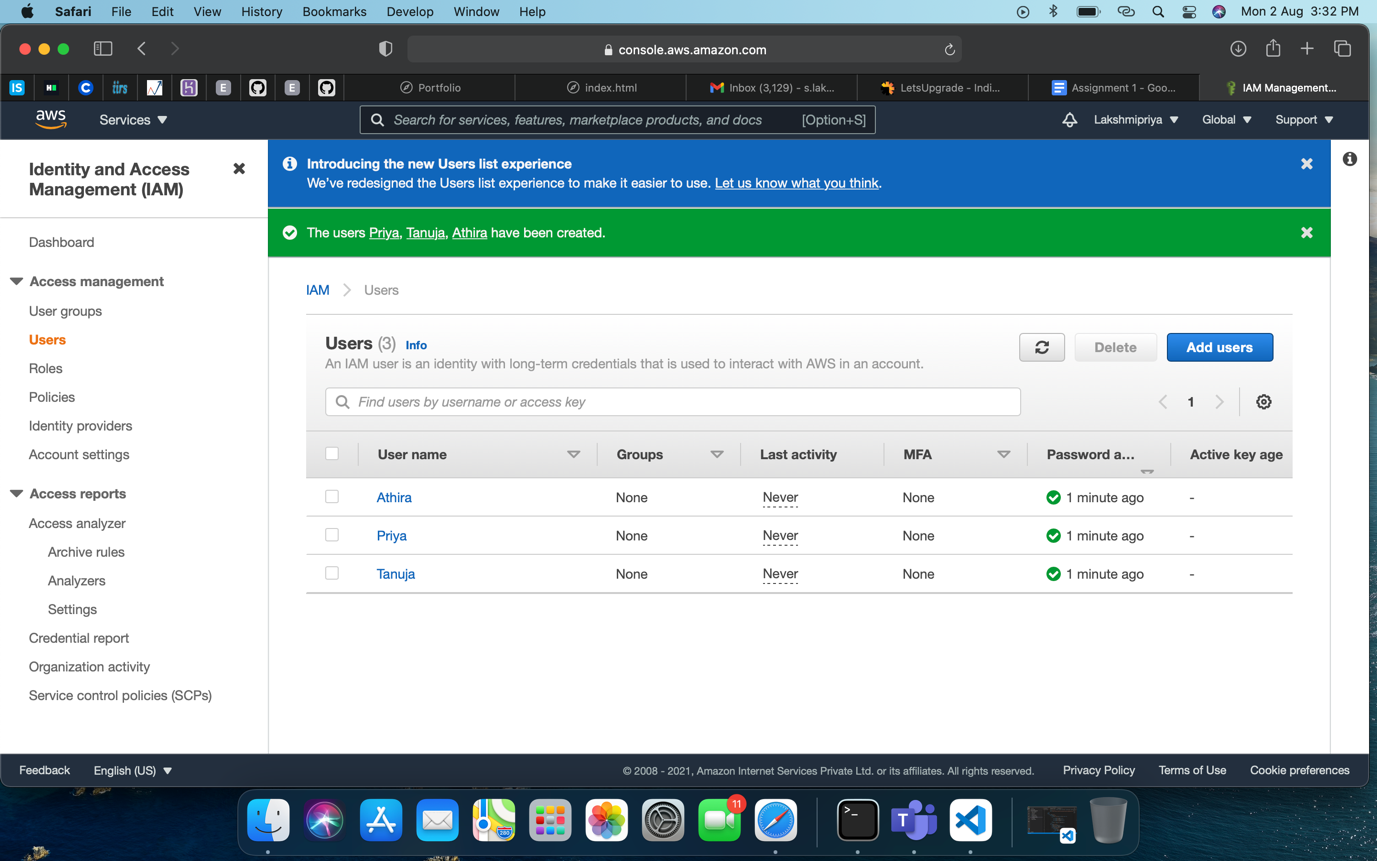 Safari File Edit View History Bookmarks Develop Window Help Mon 2 Aug 3:32 PM
console.aws.amazon.com
IS H C tirs E E Portfolio index.html Inbox (3,129) - s.lak... LetsUpgrade - Indi... Assignment 1 - Goo... IAM Management...
aws Services Search for services, features, marketplace products, and docs [Option+S] Lakshmipriya Global Support
Identity and Access
Management (IAM)
Dashboard
Access management
User groups
Users
Roles
Policies
Identity providers
Account settings
Access reports
Access analyzer
Archive rules
Analyzers
Settings
Credential report
Organization activity
Service control policies (SCPs)
Introducing the new Users list experience
We've redesigned the Users list experience to make it easier to use. Let us know what you think.
The users Priya, Tanuja, Athira have been created.
IAM Users
Users (3) Info Delete Add users
An IAM user is an identity with long-term credentials that is used to interact with AWS in an account.
Find users by username or access key 1
User name Groups Last activity MFA Password a... Active key age
Athira None Never None 1 minute ago -
Priya None Never None 1 minute ago -
Tanuja None Never None 1 minute ago -
Feedback English (US) © 2008 - 2021, Amazon Internet Services Private Ltd. or its affiliates. All rights reserved. Privacy Policy Terms of Use Cookie preferences
280 11 >_ T